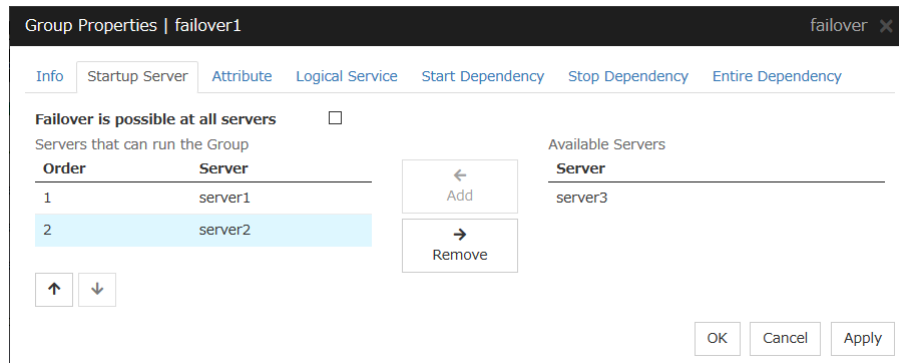 Group Properties | failover1 failover
Info Startup Server Attribute Logical Service Start Dependency Stop Dependency Entire Dependency
Failover is possible at all servers
Servers that can run the Group
Order Server
1 server1
2 server2
Add
Remove
Available Servers
Server
server3
OK Cancel Apply